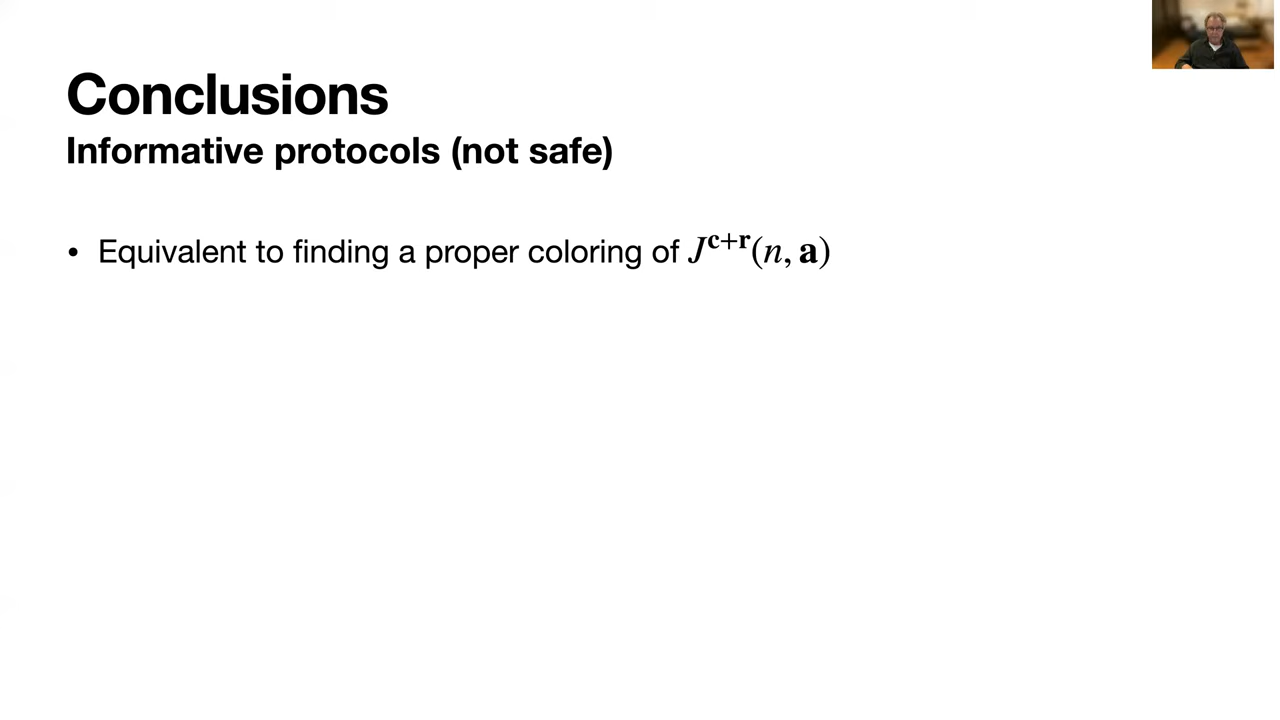 Conclusions
Informative protocols (not safe)
• Equivalent to finding a proper coloring of J^{c+r}(n, a)